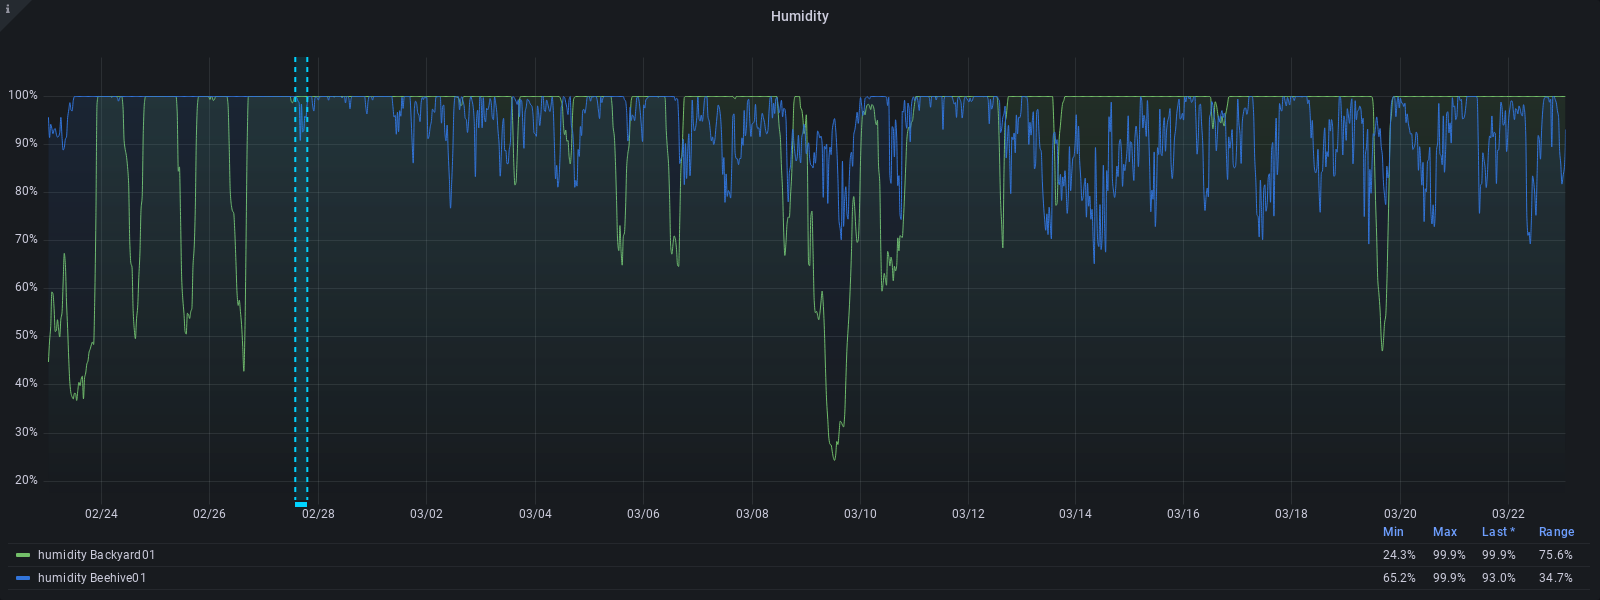 i
Humidity
100%
90%
80%
70%
60%
50%
40%
30%
20%
02/24 02/26 02/28 03/02 03/04 03/06 03/08 03/10 03/12 03/14 03/16 03/18 03/20 03/22
Min Max Last * Range
humidity Backyard01 24.3% 99.9% 99.9% 75.6%
humidity Beehive01 65.2% 99.9% 93.0% 34.7%